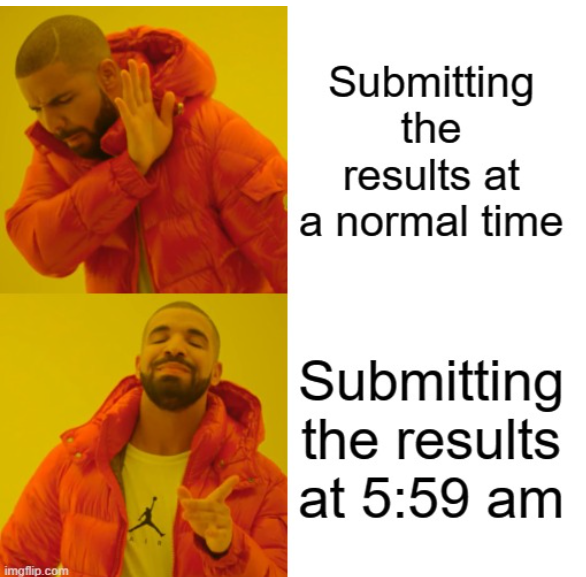 Submitting
the
results at
a normal time
Submitting
the results
at 5:59 am
imgflip.com